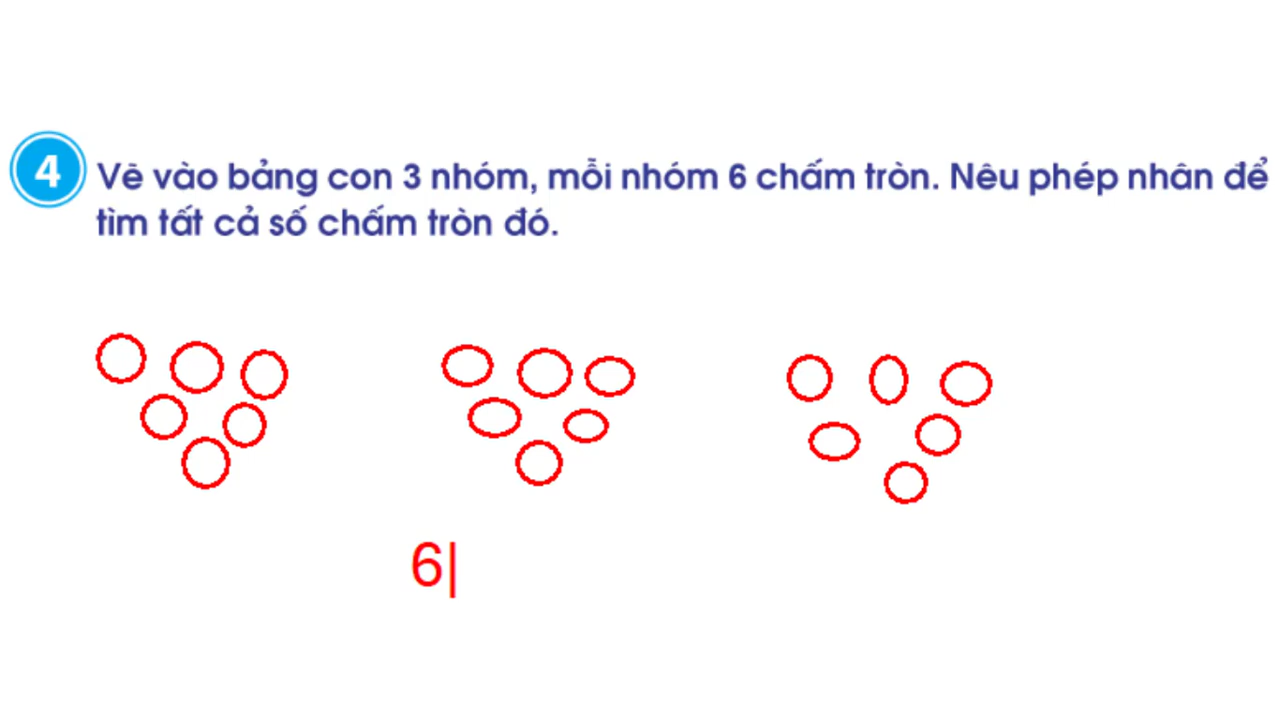 4 Vẽ vào bảng con 3 nhóm, mỗi nhóm 6 chấm tròn. Nêu phép nhân để
tìm tất cả số chấm tròn đó.
6|